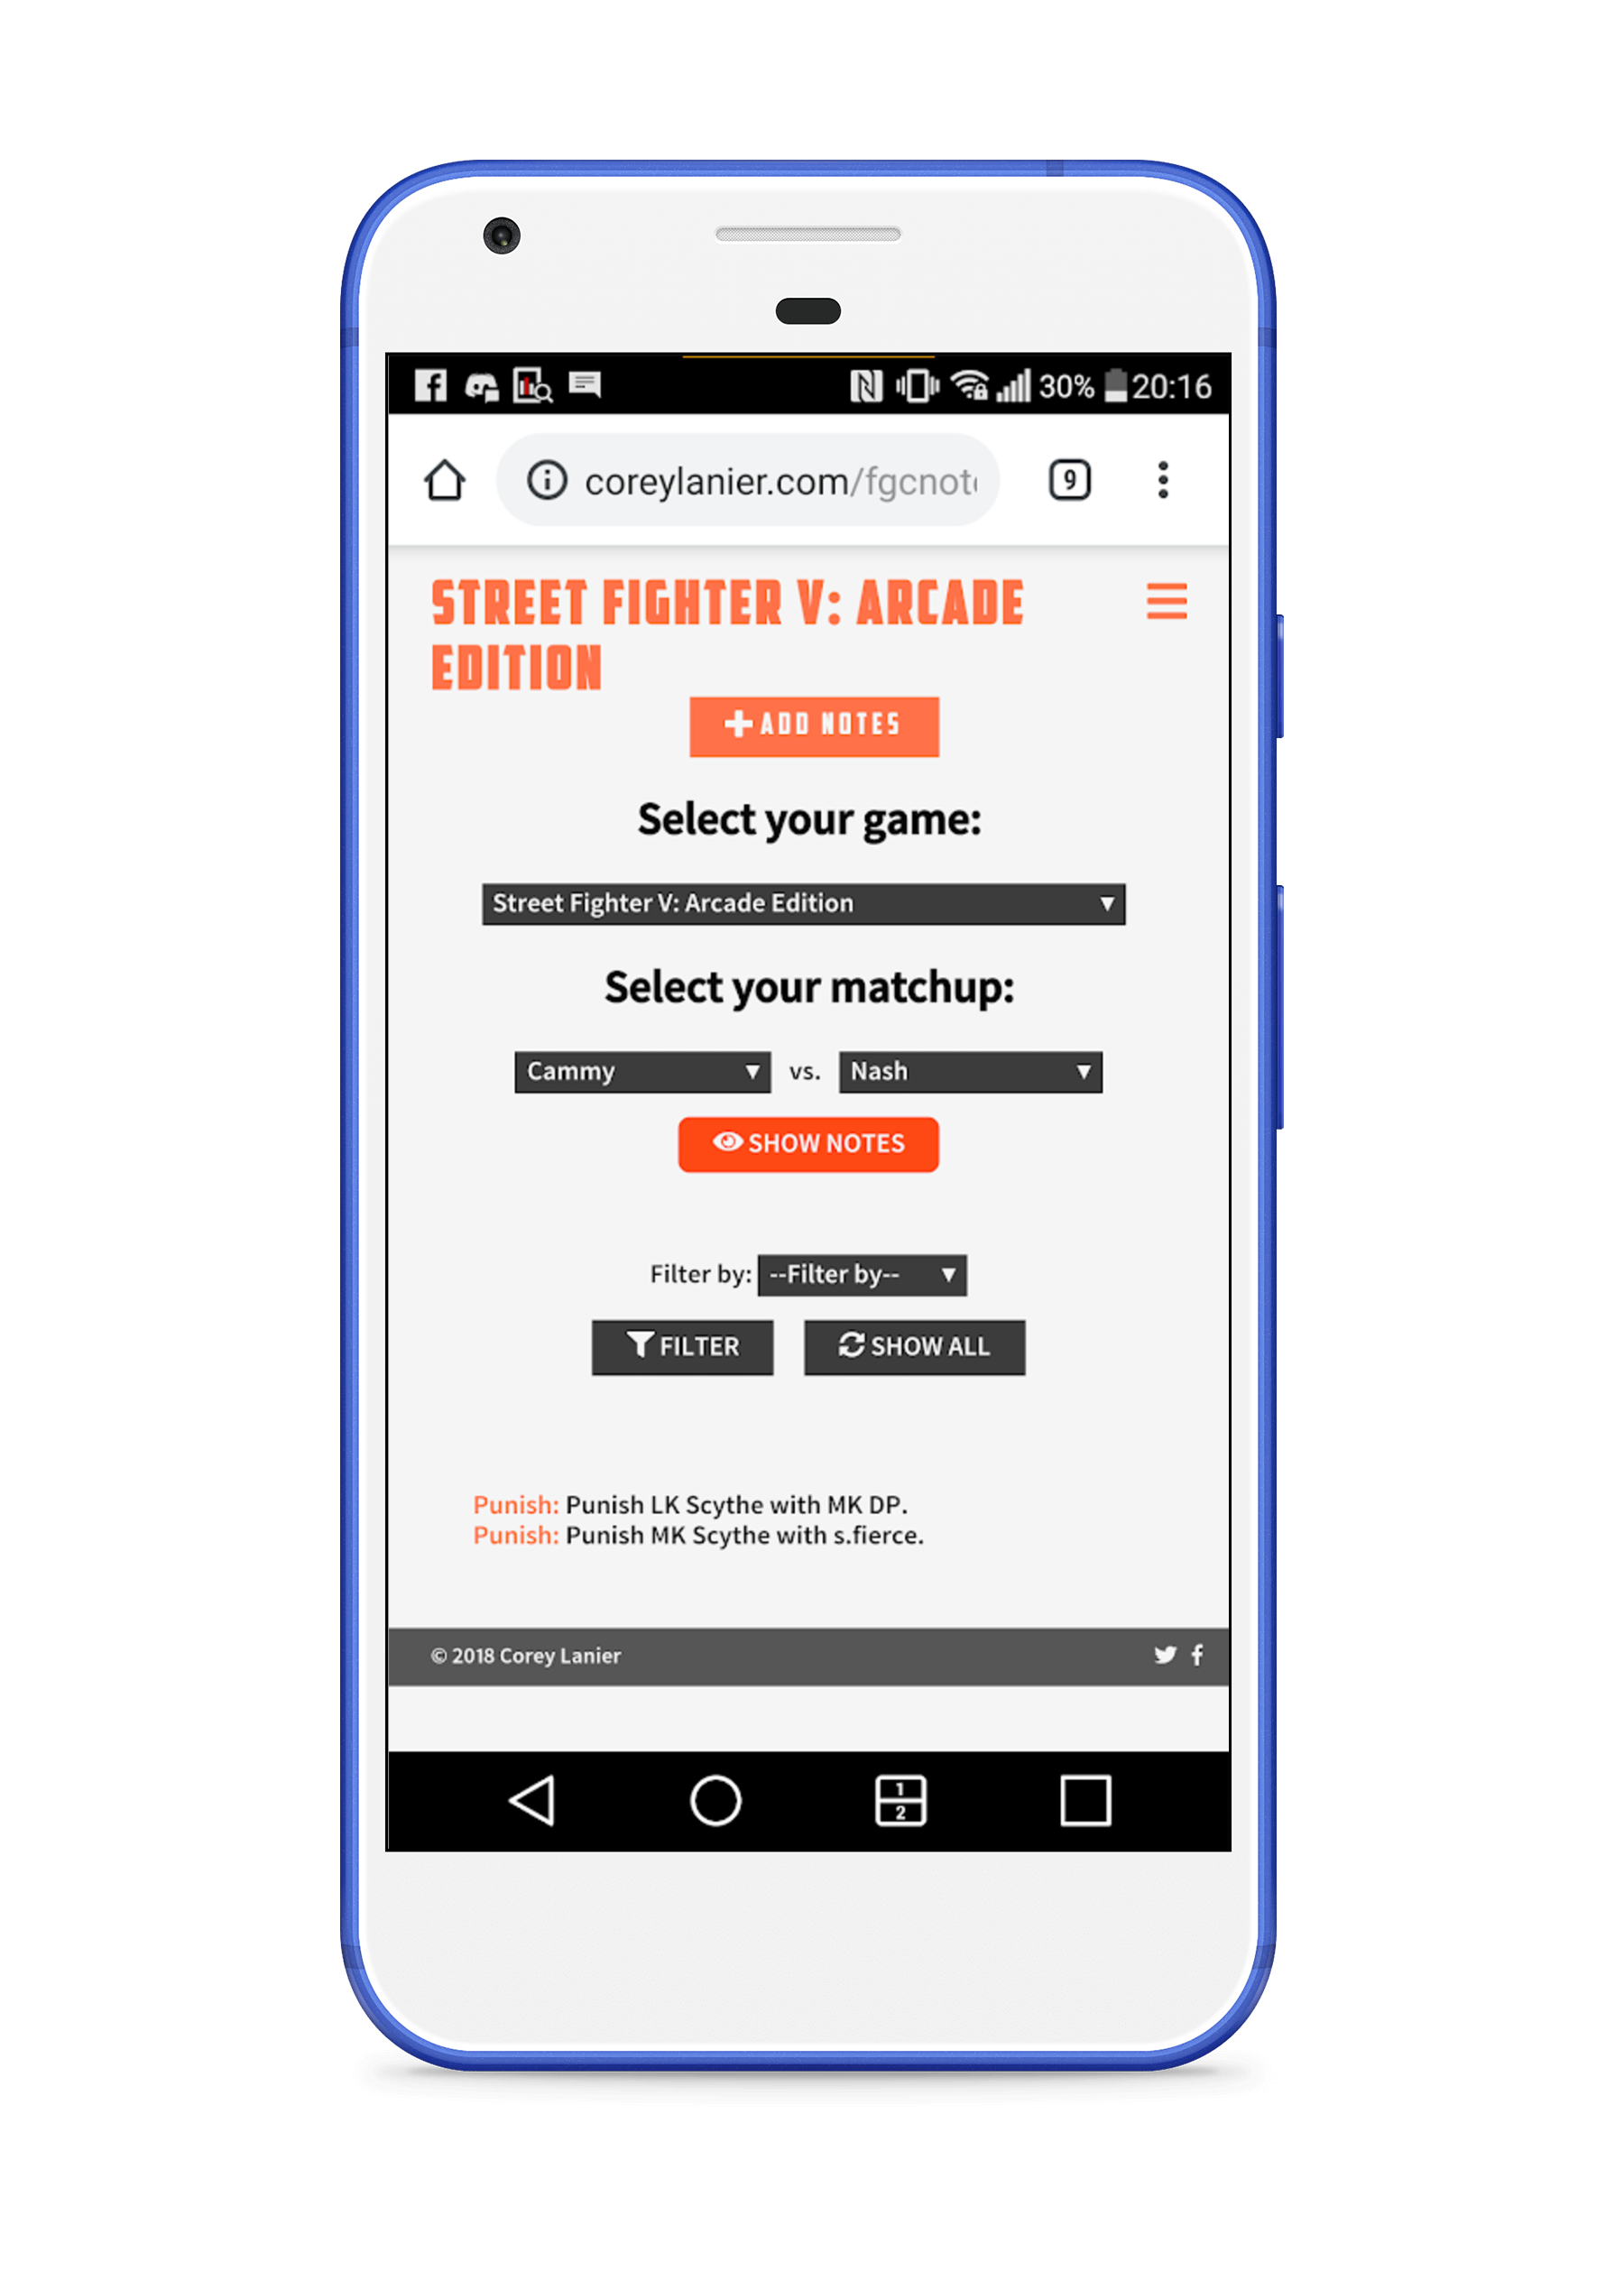 30% 20:16
coreylanier.com/fgcnot
9
STREET FIGHTER V: ARCADE
EDITION
ADD NOTES
Select your game:
Street Fighter V: Arcade Edition
Select your matchup:
Cammy vs. Nash
SHOW NOTES
Filter by: --Filter by--
FILTER SHOW ALL
Punish: Punish LK Scythe with MK DP.
Punish: Punish MK Scythe with s.fierce.
© 2018 Corey Lanier
1
2